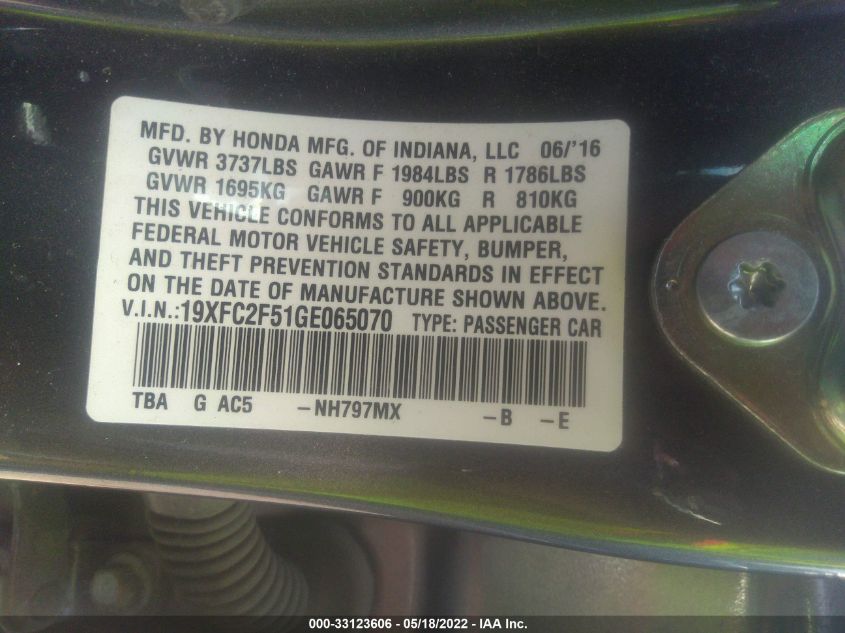 MFD. BY HONDA MFG. OF INDIANA, LLC 06/'16
GVWR 3737LBS GAWR F 1984LBS R 1786LBS
GVWR 1695KG GAWR F 900KG R 810KG
THIS VEHICLE CONFORMS TO ALL APPLICABLE
FEDERAL MOTOR VEHICLE SAFETY, BUMPER,
AND THEFT PREVENTION STANDARDS IN EFFECT
ON THE DATE OF MANUFACTURE SHOWN ABOVE.
V.I.N.:19XFC2F51GE065070 TYPE: PASSENGER CAR
TBA G AC5 -NH797MX -B -E
000-33123606 - 05/18/2022 - IAA Inc.